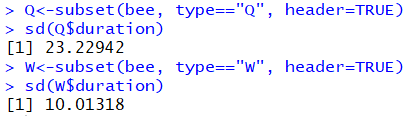 > Q<-subset(bee, type=="Q", header=TRUE)
> sd(Q$duration)
[1] 23.22942
> W<-subset(bee, type=="W", header=TRUE)
> sd(W$duration)
[1] 10.01318